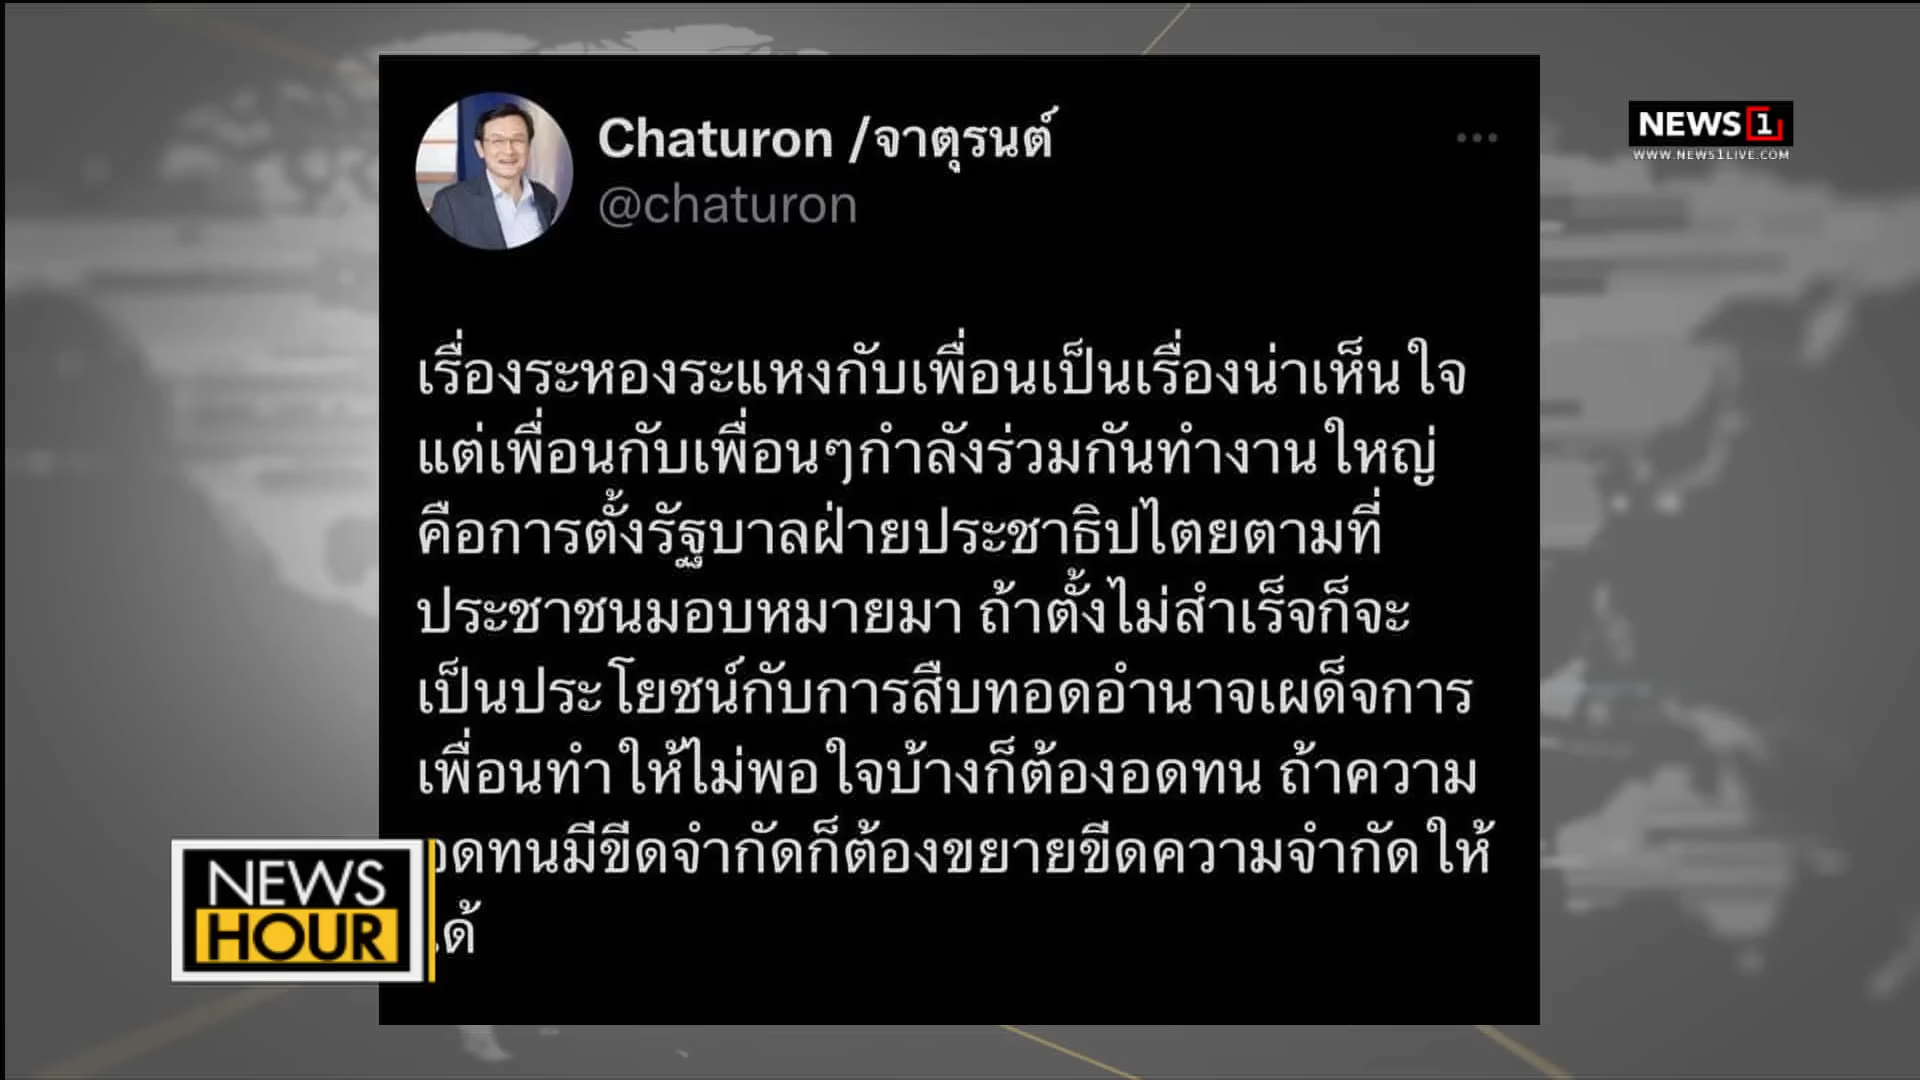 Chaturon /จาตุรนต์
@chaturon
NEWS 1
WWW.NEWS1LIVE.COM
เรื่องระหองระแหงกับเพื่อนเป็นเรื่องน่าเห็นใจ
แต่เพื่อนกับเพื่อนๆกำลังร่วมกันทำงานใหญ่
คือการตั้งรัฐบาลฝ่ายประชาธิปไตยตามที่
ประชาชนมอบหมายมา ถ้าตั้งไม่สำเร็จก็จะ
เป็นประโยชน์กับการสืบทอดอำนาจเผด็จการ
เพื่อนทำให้ไม่พอใจบ้างก็ต้องอดทน ถ้าความ
อดทนมีขีดจำกัดก็ต้องขยายขีดความจำกัดให้
ได้
NEWS
HOUR